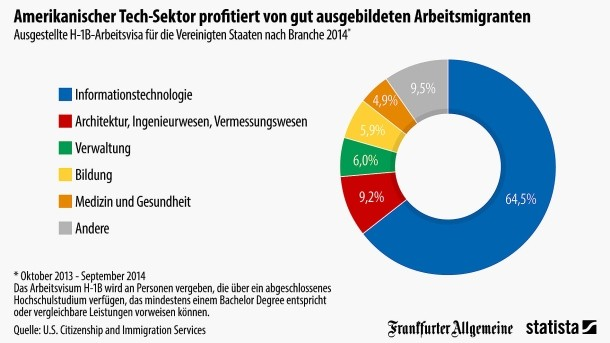 Amerikanischer Tech-Sektor profitiert von gut ausgebildeten Arbeitsmigranten
Ausgestellte H-1B-Arbeitsvisa für die Vereinigten Staaten nach Branche 2014*
Informationstechnologie
Architektur, Ingenieurwesen, Vermessungswesen
Verwaltung
Bildung
Medizin und Gesundheit
Andere
9,5%
4,9%
5,9%
6,0%
9,2%
64,5%
* Oktober 2013 - September 2014
Das Arbeitsvisum H-1B wird an Personen vergeben, die über ein abgeschlossenes
Hochschulstudium verfügen, das mindestens einem Bachelor Degree entspricht
oder vergleichbare Leistungen vorweisen können.
Quelle: U.S. Citizenship and Immigration Services
Frankfurter Allgemeine
statista